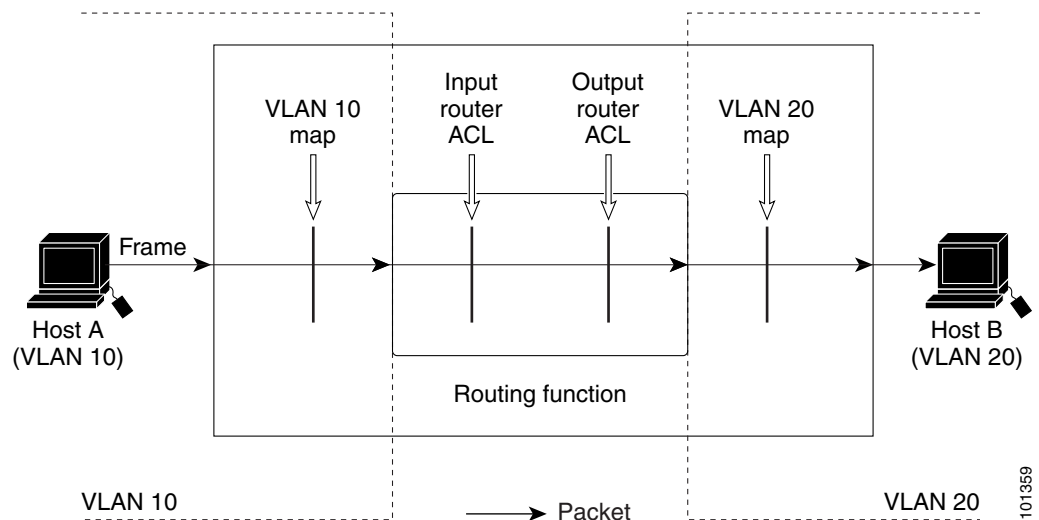 VLAN 10
map
Input
router
ACL
Output
router
ACL
VLAN 20
map
Frame
Host A
(VLAN 10)
Host B
(VLAN 20)
Routing function
VLAN 10
Packet
VLAN 20
101359